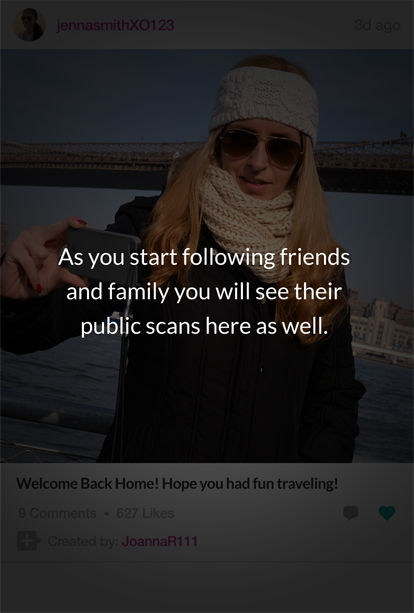 jennasmithXO123 3d ago
As you start following friends
and family you will see their
public scans here as well.
Welcome Back Home! Hope you had fun traveling!
9 Comments • 627 Likes
Created by: JoannaR111